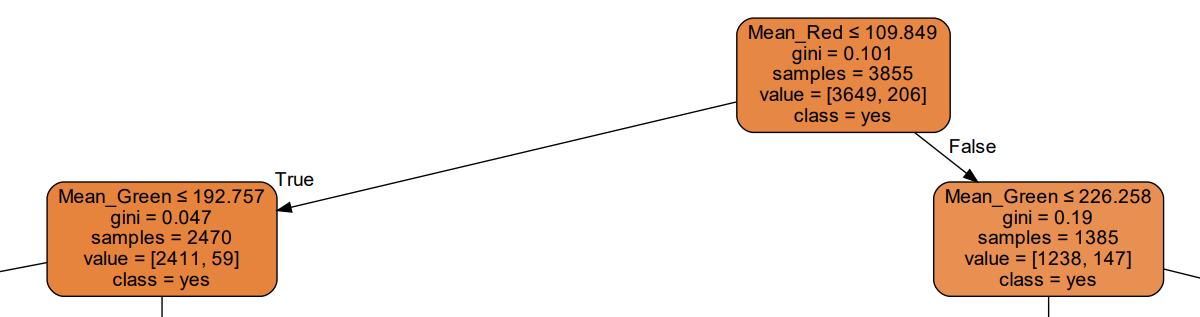 Mean_Red ≤ 109.849
gini = 0.101
samples = 3855
value = [3649, 206]
class = yes
True
False
Mean_Green ≤ 192.757
gini = 0.047
samples = 2470
value = [2411, 59]
class = yes
Mean_Green ≤ 226.258
gini = 0.19
samples = 1385
value = [1238, 147]
class = yes